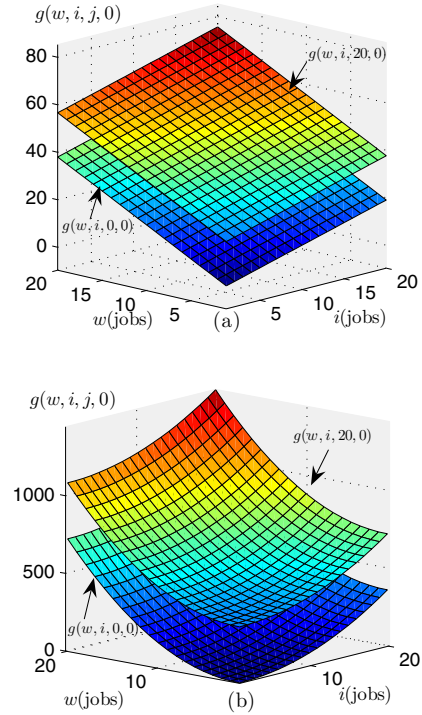 g(w, i, j, 0)
80
60
40
20
0
g(w, i, 20, 0)
g(w, i, 0, 0)
20
15
10
5
w(jobs)
(a)
5
10
15
20
i(jobs)
g(w, i, j, 0)
1000
500
0
g(w, i, 20, 0)
g(w, i, 0, 0)
20
10
w(jobs)
(b)
10
20
i(jobs)